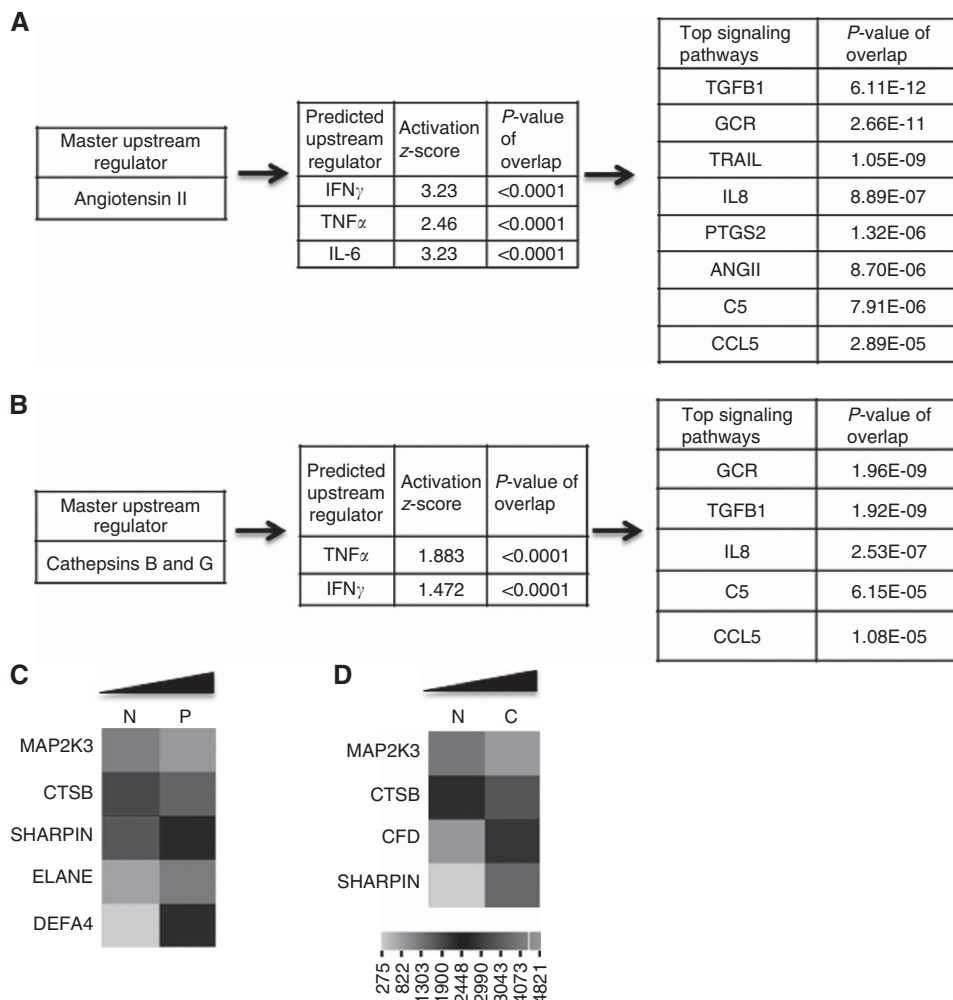 A
Master upstream
regulator
Angiotensin II
Predicted
upstream
regulator
Activation
z-score
P-value
of
overlap
IFNγ 3.23 <0.0001
TNFα 2.46 <0.0001
IL-6 3.23 <0.0001
Top signaling
pathways
P-value of
overlap
TGFB1 6.11E-12
GCR 2.66E-11
TRAIL 1.05E-09
IL8 8.89E-07
PTGS2 1.32E-06
ANGII 8.70E-06
C5 7.91E-06
CCL5 2.89E-05
B
Master upstream
regulator
Cathepsins B and G
Predicted
upstream
regulator
Activation
z-score
P-value of
overlap
TNFα 1.883 <0.0001
IFNγ 1.472 <0.0001
Top signaling
pathways
P-value of
overlap
GCR 1.96E-09
TGFB1 1.92E-09
IL8 2.53E-07
C5 6.15E-05
CCL5 1.08E-05
C
N P
MAP2K3
CTSB
SHARPIN
ELANE
DEFA4
D
N C
MAP2K3
CTSB
CFD
SHARPIN
275
822
1303
1900
2448
2990
3043
4073
4821